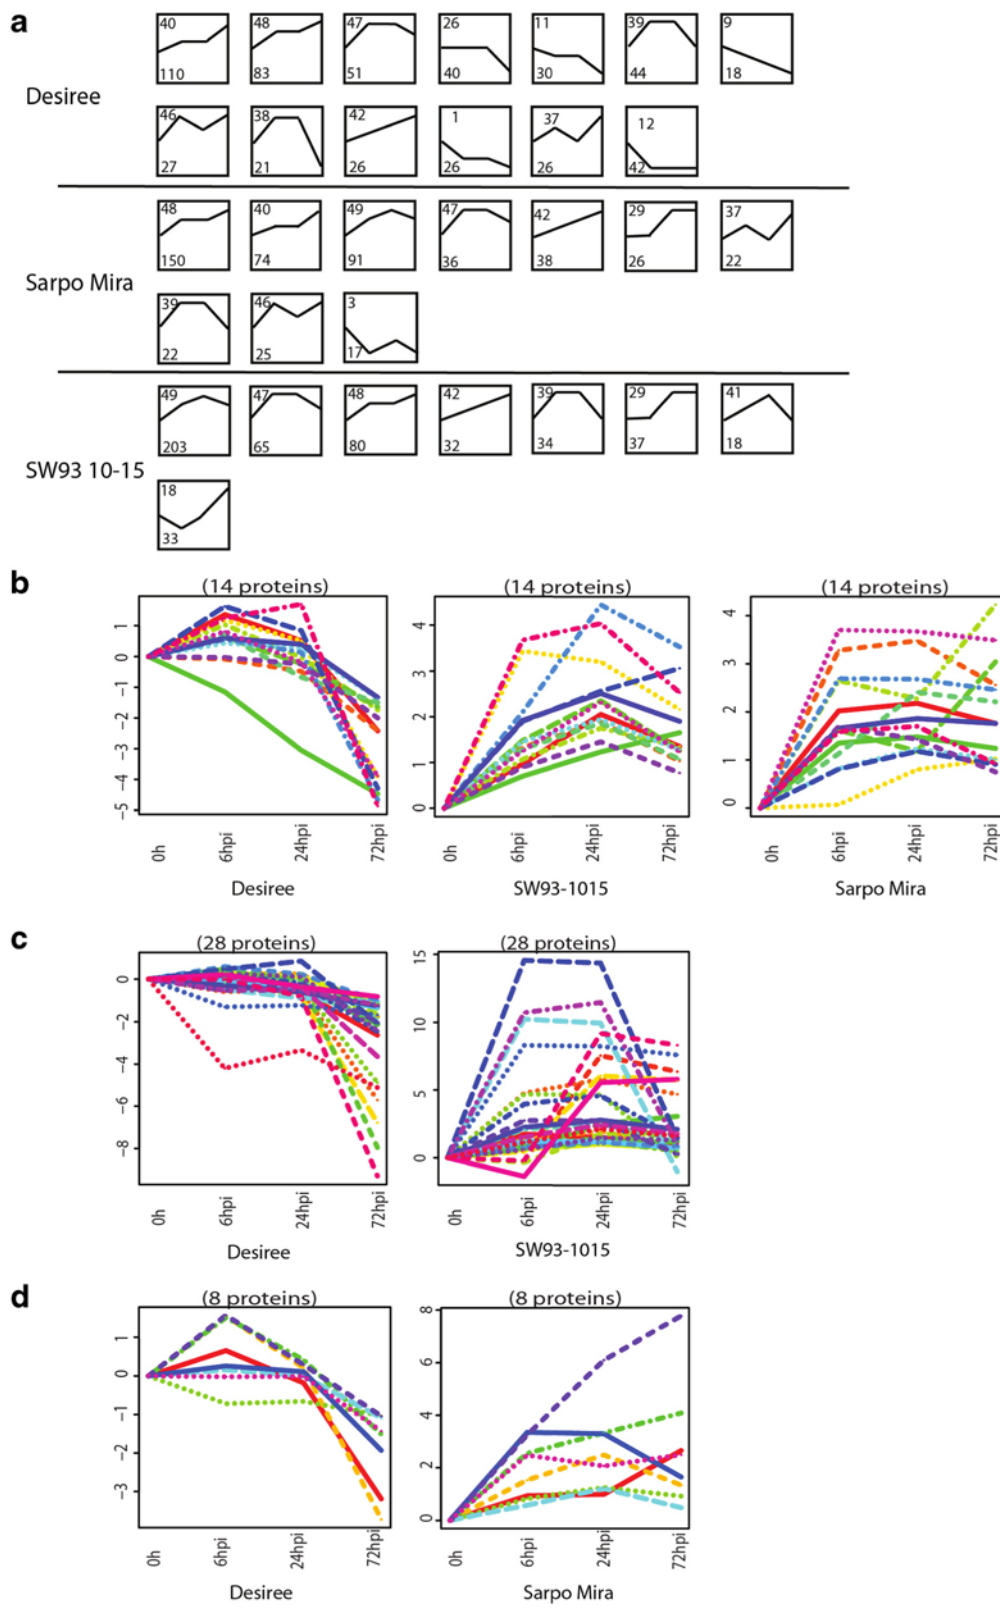 a
40 48 47 26 11 39 9
110 83 51 40 30 44 18
Desiree
46 38 42 1 37 12
27 21 26 26 26 42
48 40 49 47 42 29 37
150 74 91 36 38 26 22
Sarpo Mira
39 46 3
22 25 17
49 47 48 42 39 29 41
203 65 80 32 34 37 18
SW93 10-15
18
33
b
(14 proteins) (14 proteins) (14 proteins)
1 0 -1 -2 -3 -4 -5
4 3 2 1 0
4 3 2 1 0
0h 6hpi 24hpi 72hpi 0h 6hpi 24hpi 72hpi 0h 6hpi 24hpi 72hpi
Desiree SW93-1015 Sarpo Mira
c
(28 proteins) (28 proteins)
0 -2 -4 -6 -8
15 10 5 0
0h 6hpi 24hpi 72hpi 0h 6hpi 24hpi 72hpi
Desiree SW93-1015
d
(8 proteins) (8 proteins)
1 0 -1 -2 -3
8 6 4 2 0
0h 6hpi 24hpi 72hpi 0h 6hpi 24hpi 72hpi
Desiree Sarpo Mira